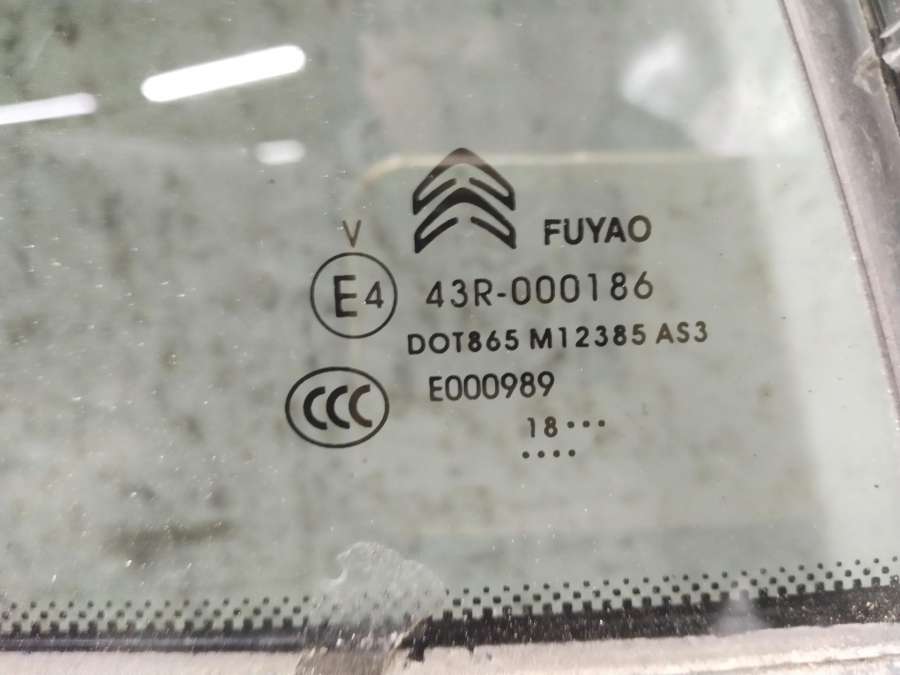 FUYAO
V
E4 43R-000186
DOT865 M12385 AS3
E000989
CCC
18 •••
••••